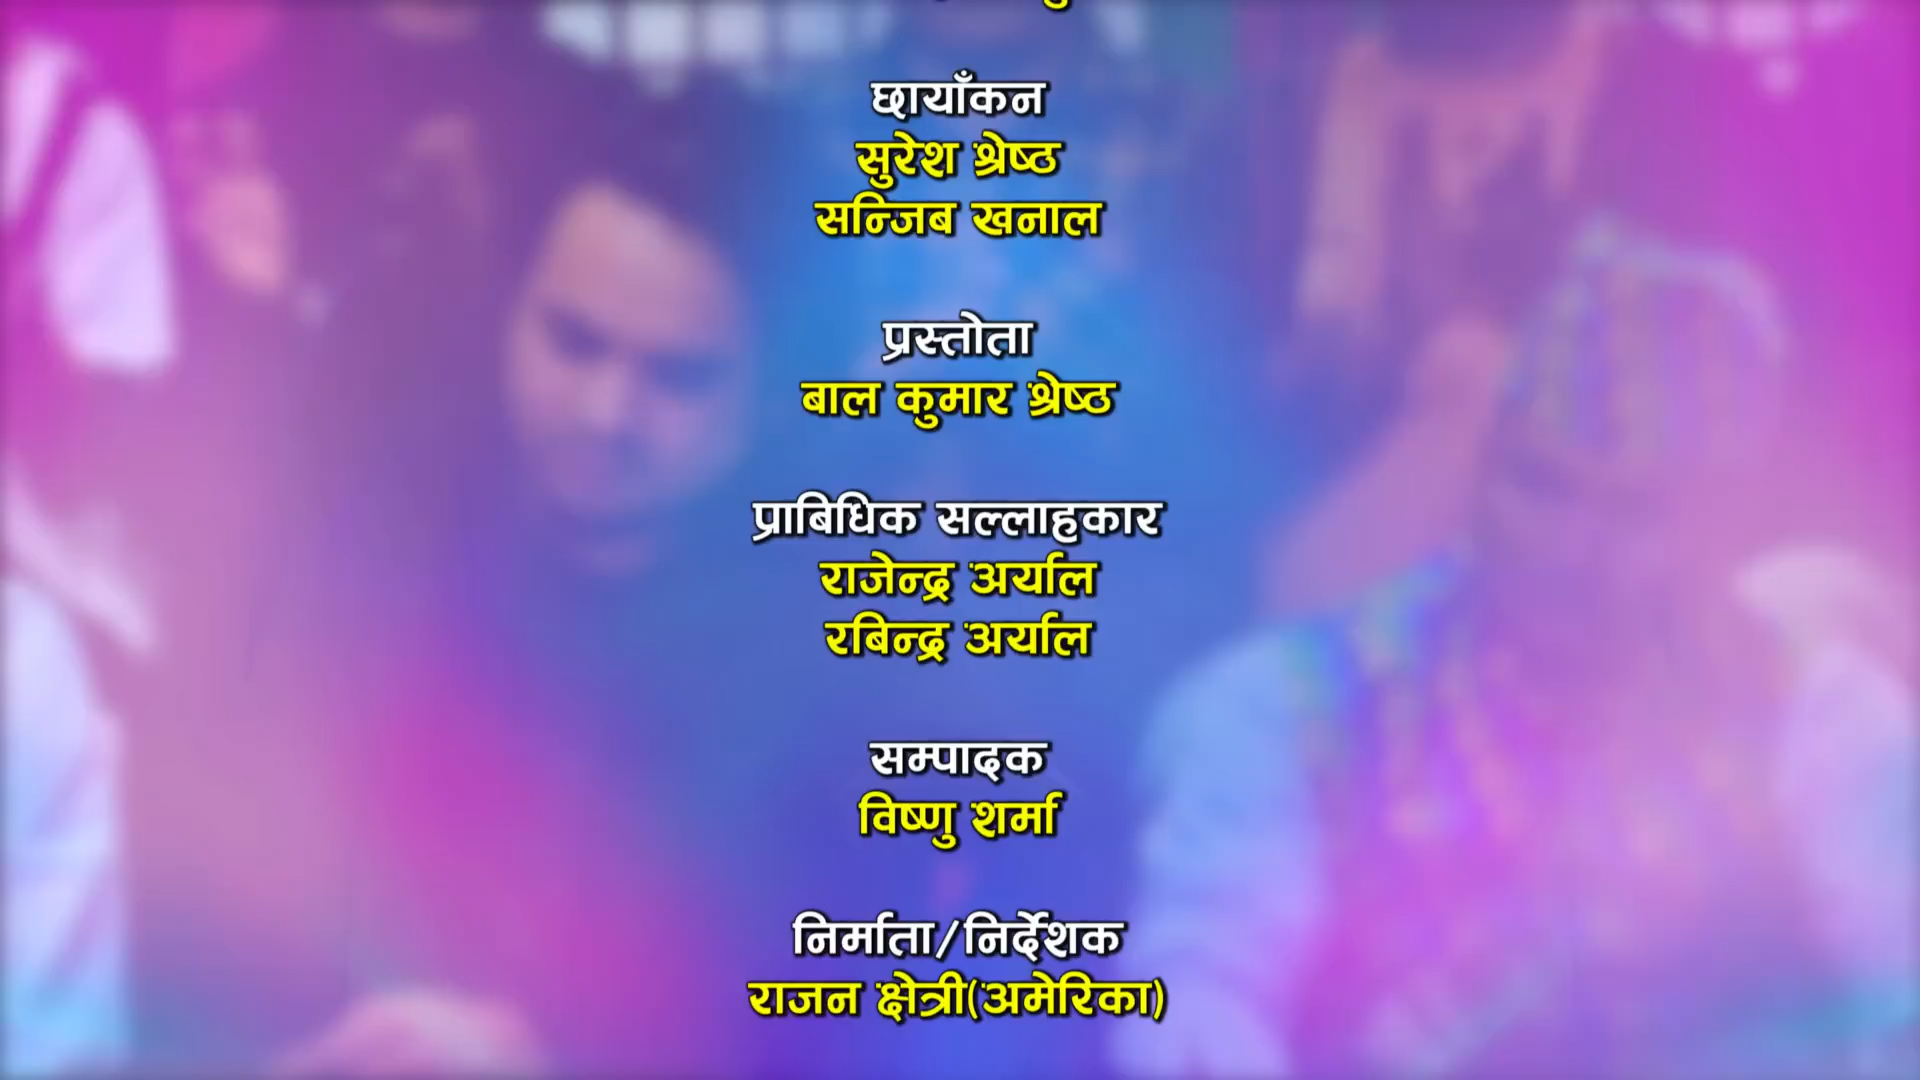 छायाँकन
सुरेश श्रेष्ठ
सन्जिब खनाल
प्रस्तोता
बाल कुमार श्रेष्ठ
प्राबिधिक सल्लाहकार
राजेन्द्र अर्याल
रबिन्द्र अर्याल
सम्पादक
विष्णु शर्मा
निर्माता/निर्देशक
राजन क्षेत्री(अमेरिका)